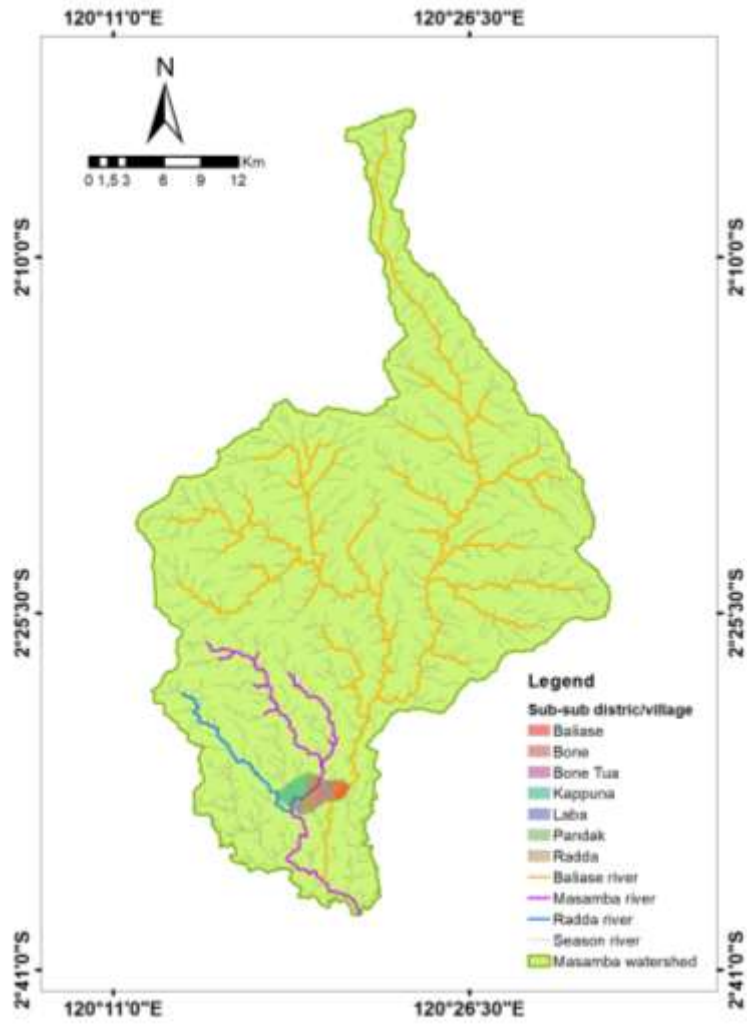 120°11'0"E 120°26'30"E
N
Km
0 1,5 3 6 9 12
2°10'0"S 2°10'0"S
2°25'30"S 2°25'30"S
Legend
Sub-sub distric/village
Baliase
Bone
Bone Tua
Kappuna
Laba
Pandak
Radda
Baliase river
Masamba river
Radda river
Season river
Masamba watershed
2°41'0"S 2°41'0"S
120°11'0"E 120°26'30"E